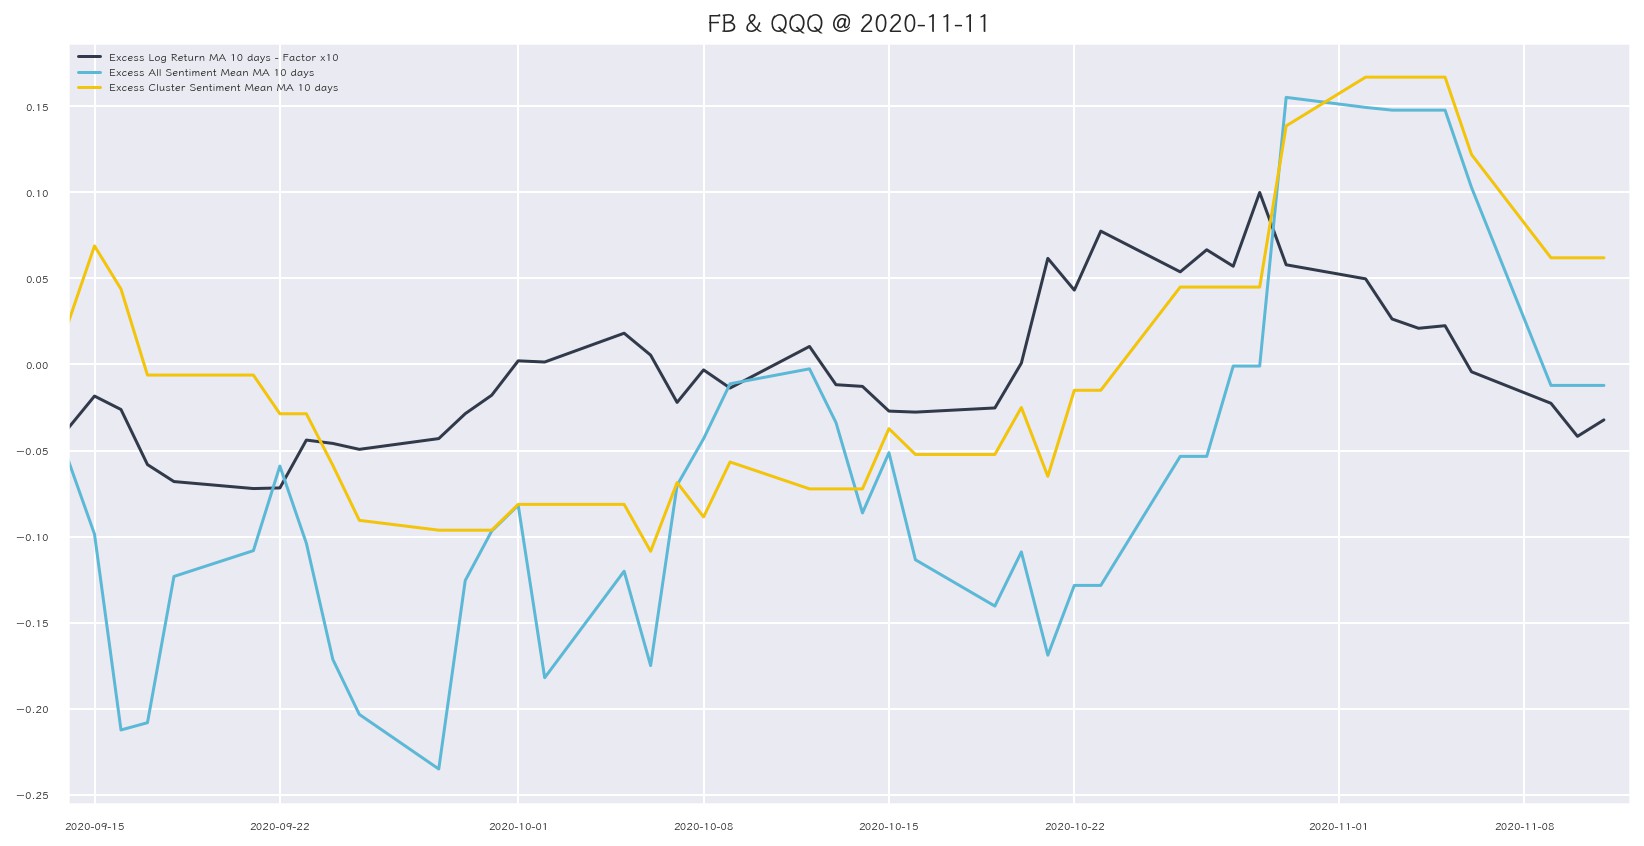 FB & QQQ @ 2020-11-11
Excess Log Return MA 10 days - Factor x10
Excess All Sentiment Mean MA 10 days
Excess Cluster Sentiment Mean MA 10 days
0.15
0.10
0.05
0.00
−0.05
−0.10
−0.15
−0.20
−0.25
2020-09-15 2020-09-22 2020-10-01 2020-10-08 2020-10-15 2020-10-22 2020-11-01 2020-11-08